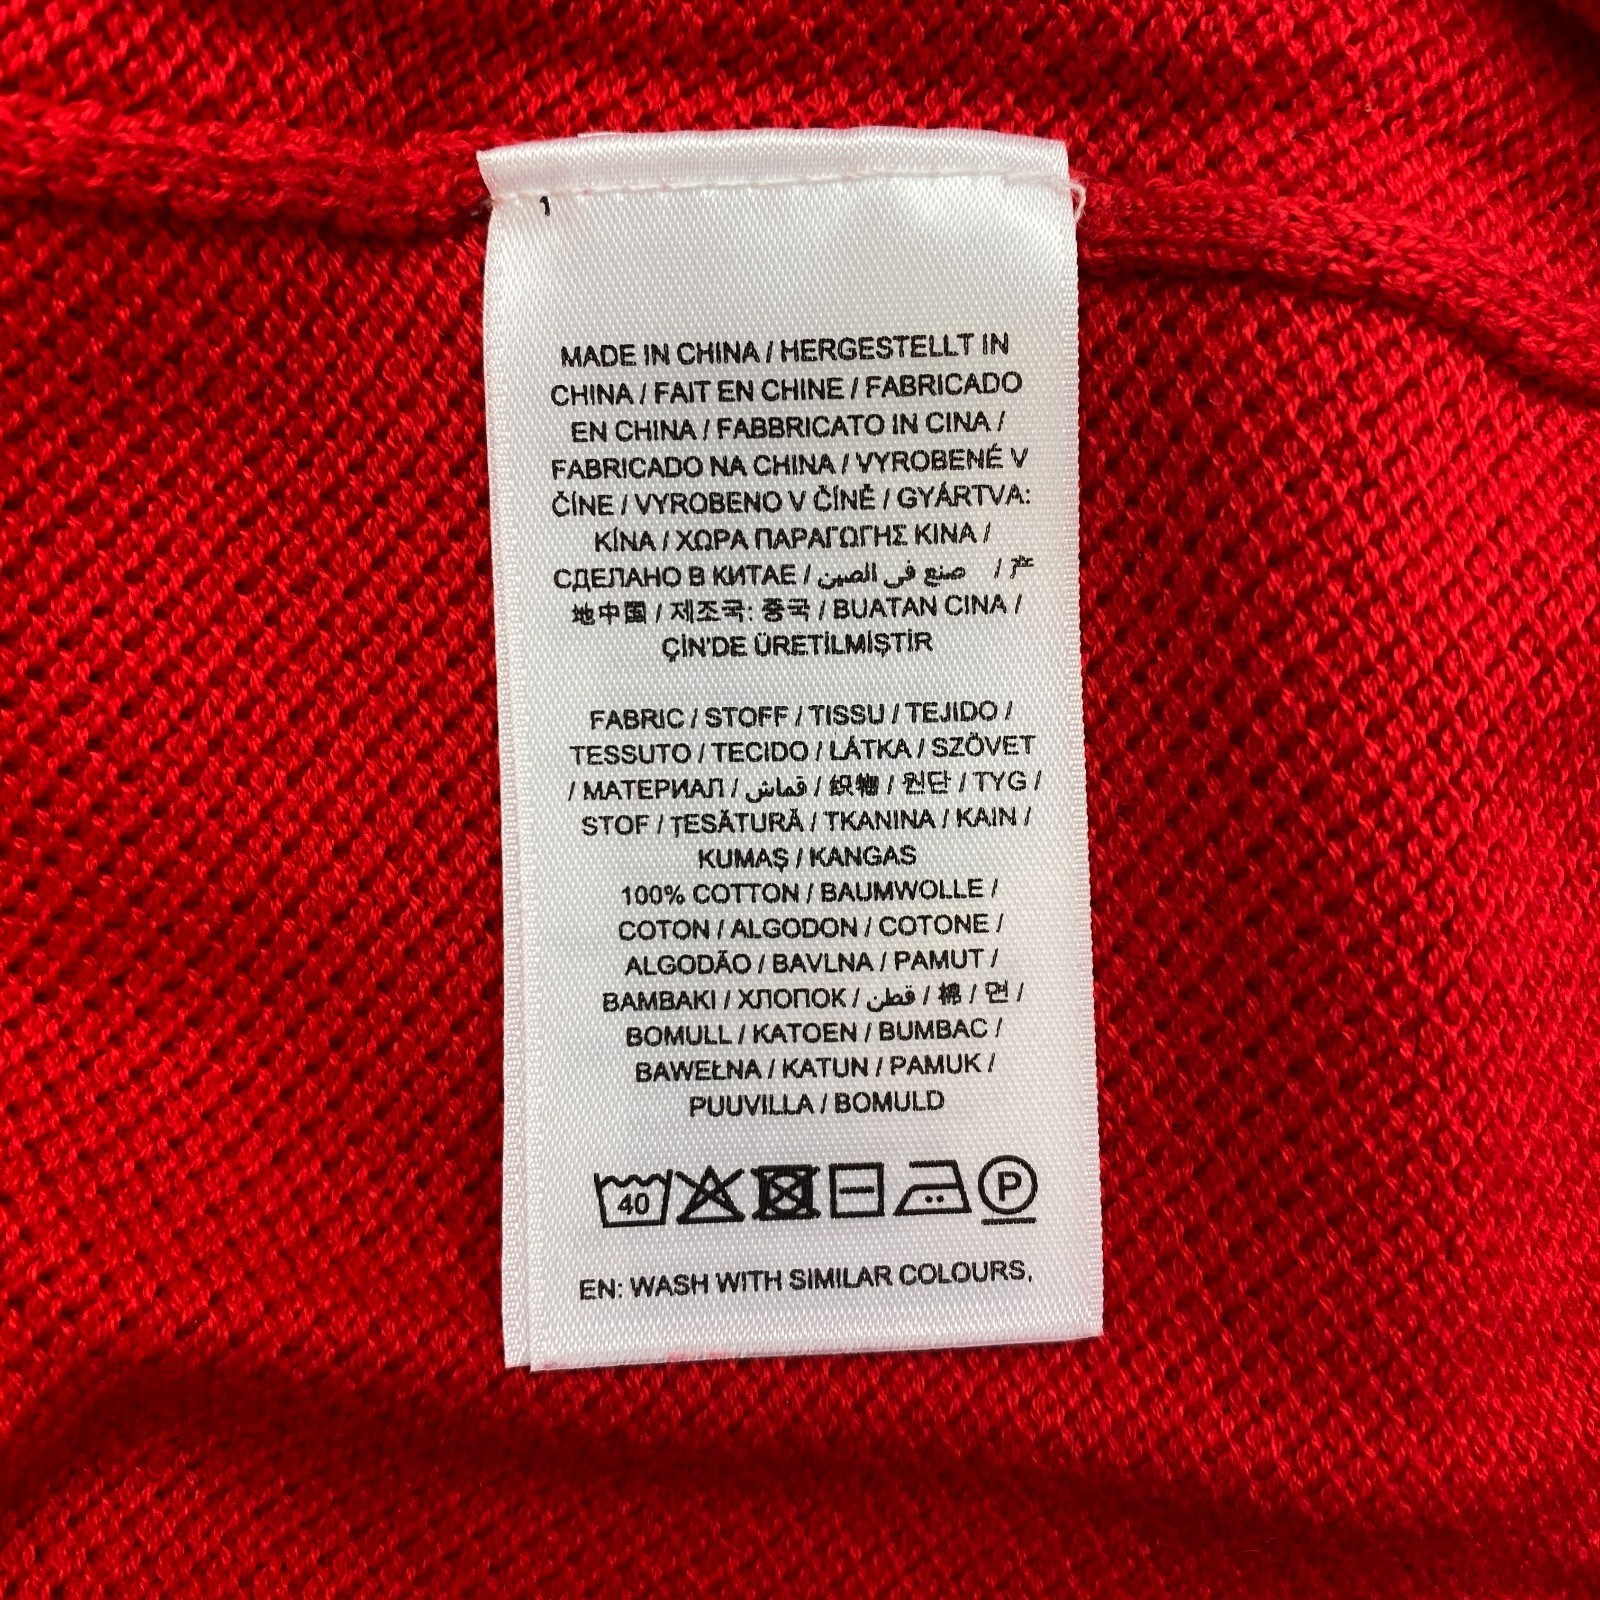 1
MADE IN CHINA / HERGESTELLT IN
CHINA / FAIT EN CHINE / FABRICADO
EN CHINA / FABBRICATO IN CINA /
FABRICADO NA CHINA / VYROBENÉ V
ČÍNE / VYROBENO V ČÍNĚ / GYÁRTVA:
KÍNA / ΧΩΡΑ ΠΑΡΑΓΩΓΗΣ ΚΙΝΑ /
СДЕЛАНО В КИТАЕ / صنع في الصين / 产
地中国 / 제조국: 중국 / BUATAN CINA /
ÇİN'DE ÜRETİLMİŞTİR
FABRIC / STOFF / TISSU / TEJIDO /
TESSUTO / TECIDO / LÁTKA / SZÖVET
/ МАТЕРИАЛ / قماش / 织物 / 원단 / TYG /
STOF / ȚESĂTURĂ / TKANINA / KAIN /
KUMAŞ / KANGAS
100% COTTON / BAUMWOLLE /
COTON / ALGODON / COTONE /
ALGODÃO / BAVLNA / PAMUT /
BAMBAKI / ХЛОПОК / قطن / 棉 / 면 /
BOMULL / KATOEN / BUMBAC /
BAWEŁNA / KATUN / PAMUK /
PUUVILLA / BOMULD
40 P
EN: WASH WITH SIMILAR COLOURS,